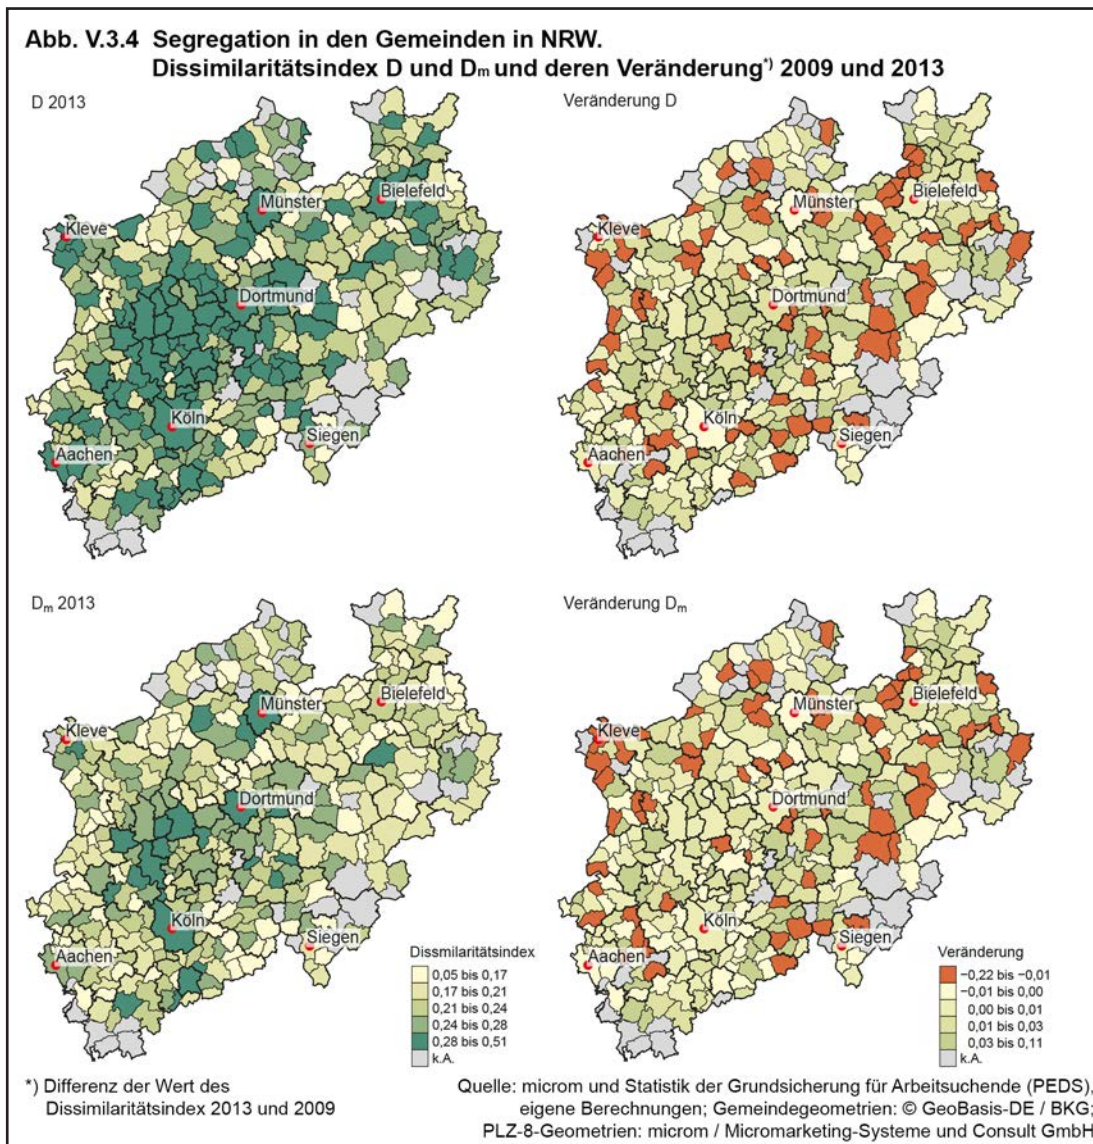 Abb. V.3.4 Segregation in den Gemeinden in NRW.
Dissimilaritätsindex D und Dm und deren Veränderung*) 2009 und 2013
D 2013
Veränderung D
Münster
Bielefeld
Kleve
Dortmund
Köln
Siegen
Aachen
Münster
Bielefeld
Kleve
Dortmund
Köln
Siegen
Aachen
Dm 2013
Veränderung Dm
Münster
Bielefeld
Kleve
Dortmund
Köln
Siegen
Aachen
Dissmilaritätsindex
0,05 bis 0,17
0,17 bis 0,21
0,21 bis 0,24
0,24 bis 0,28
0,28 bis 0,51
k.A.
Münster
Bielefeld
Kleve
Dortmund
Köln
Siegen
Aachen
Veränderung
−0,22 bis −0,01
−0,01 bis 0,00
0,00 bis 0,01
0,01 bis 0,03
0,03 bis 0,11
k.A.
*) Differenz der Wert des
Dissimilaritätsindex 2013 und 2009
Quelle: microm und Statistik der Grundsicherung für Arbeitsuchende (PEDS),
eigene Berechnungen; Gemeindegeometrien: © GeoBasis-DE / BKG;
PLZ-8-Geometrien: microm / Micromarketing-Systeme und Consult GmbH